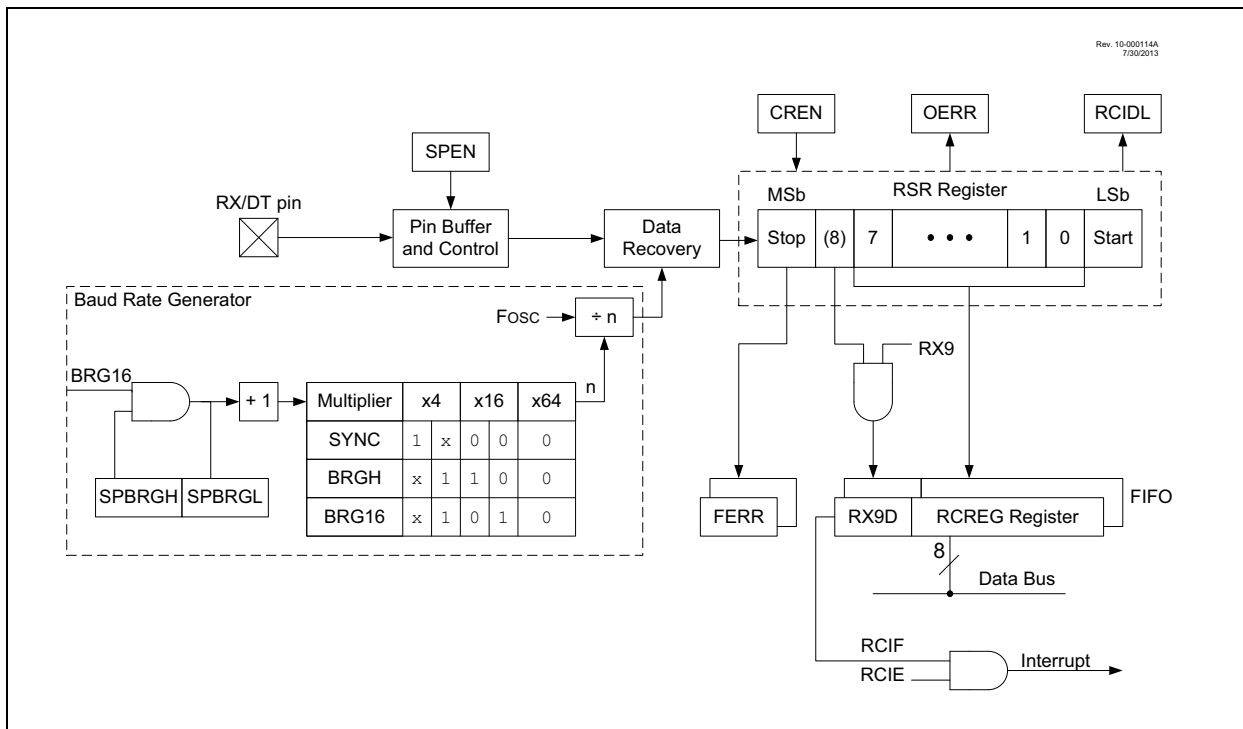 Rev. 10-000114A
7/30/2013
CREN
OERR
RCIDL
SPEN
RSR Register
MSb
LSb
RX/DT pin
Pin Buffer
and Control
Data
Recovery
Stop (8) 7 • • • 1 0 Start
Baud Rate Generator
FOSC
÷ n
RX9
BRG16
+ 1
n
Multiplier x4 x16 x64
SYNC 1 x 0 0 0
BRGH x 1 1 0 0
BRG16 x 1 0 1 0
SPBRGH SPBRGL
FERR
RX9D RCREG Register
FIFO
8
Data Bus
RCIF
RCIE
Interrupt